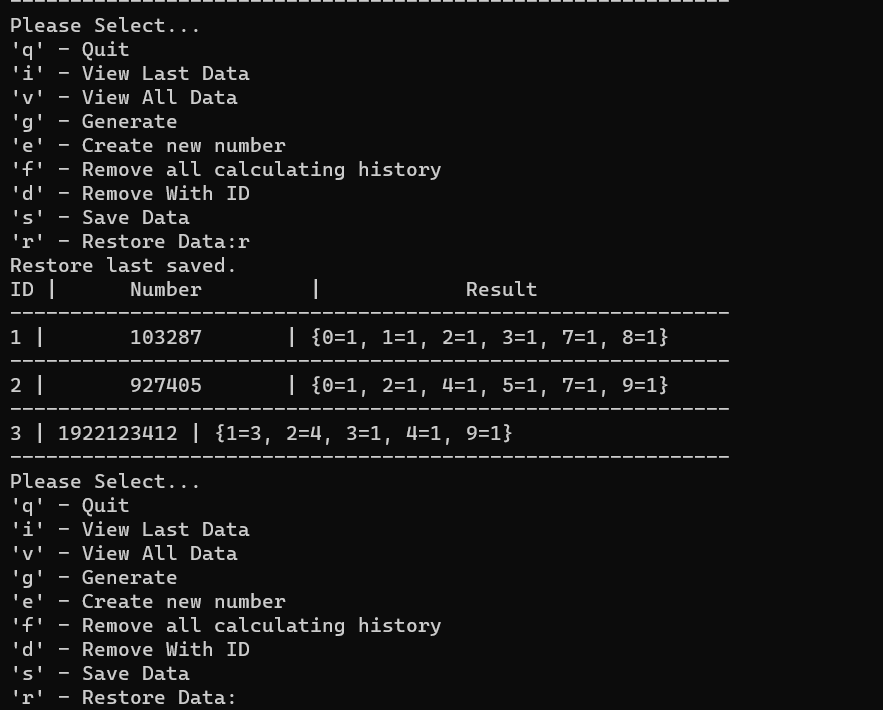 ------------------------------------------------------------
Please Select...
'q' - Quit
'i' - View Last Data
'v' - View All Data
'g' - Generate
'e' - Create new number
'f' - Remove all calculating history
'd' - Remove With ID
's' - Save Data
'r' - Restore Data:r
Restore last saved.
ID |      Number         |            Result
------------------------------------------------------------
1 |       103287       | {0=1, 1=1, 2=1, 3=1, 7=1, 8=1}
------------------------------------------------------------
2 |       927405       | {0=1, 2=1, 4=1, 5=1, 7=1, 9=1}
------------------------------------------------------------
3 | 1922123412 | {1=3, 2=4, 3=1, 4=1, 9=1}
------------------------------------------------------------
Please Select...
'q' - Quit
'i' - View Last Data
'v' - View All Data
'g' - Generate
'e' - Create new number
'f' - Remove all calculating history
'd' - Remove With ID
's' - Save Data
'r' - Restore Data: